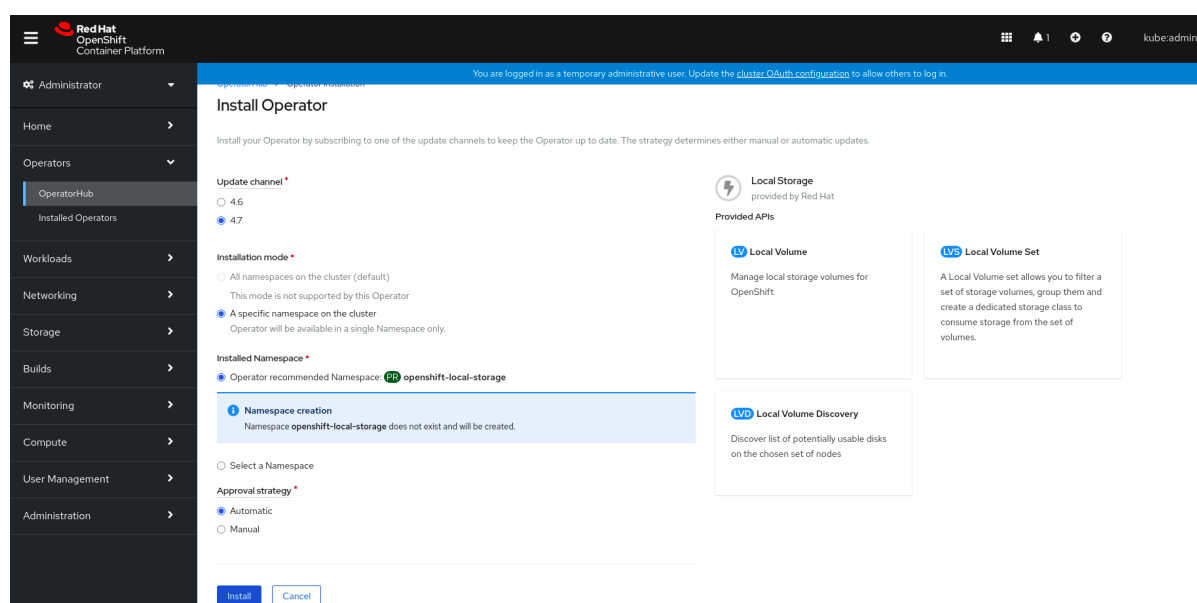 Red Hat
OpenShift
Container Platform
1
kube:admin
You are logged in as a temporary administrative user. Update the cluster OAuth configuration to allow others to log in.
Administrator
Home
Operators
OperatorHub
Installed Operators
Workloads
Networking
Storage
Builds
Monitoring
Compute
User Management
Administration
OperatorHub > Operator Installation
Install Operator
Install your Operator by subscribing to one of the update channels to keep the Operator up to date. The strategy determines either manual or automatic updates.
Update channel *
4.6
4.7
Installation mode *
All namespaces on the cluster (default)
This mode is not supported by this Operator
A specific namespace on the cluster
Operator will be available in a single Namespace only.
Installed Namespace *
Operator recommended Namespace: PR openshift-local-storage
Namespace creation
Namespace openshift-local-storage does not exist and will be created.
Select a Namespace
Approval strategy *
Automatic
Manual
Install
Cancel
Local Storage
provided by Red Hat
Provided APIs
LV Local Volume
Manage local storage volumes for
OpenShift
LVS Local Volume Set
A Local Volume set allows you to filter a
set of storage volumes, group them and
create a dedicated storage class to
consume storage from the set of
volumes.
LVD Local Volume Discovery
Discover list of potentially usable disks
on the chosen set of nodes